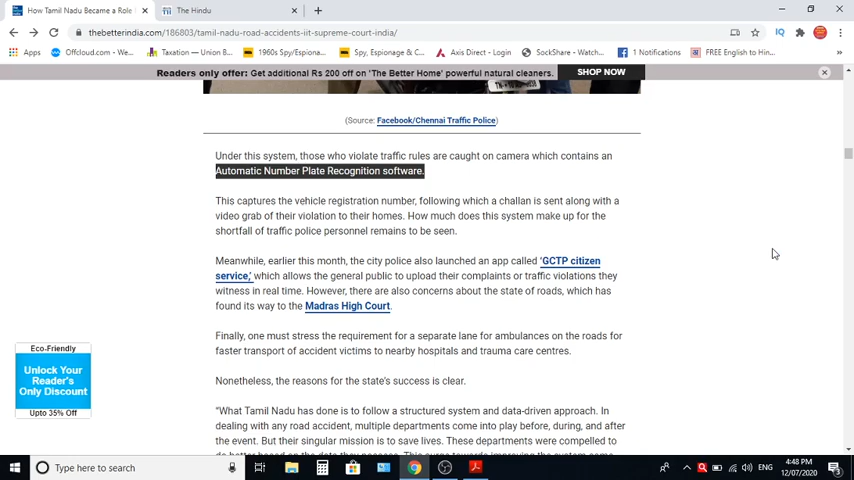 How Tamil Nadu Became a Role
The Hindu
thebetterindia.com/186803/tamil-nadu-road-accidents-iit-supreme-court-india/
Apps
Offcloud.com - We...
Taxation — Union B...
1960s Spy/Espiona...
Spy, Espionage & C...
Axis Direct - Login
SockShare - Watch...
1 Notifications
FREE English to Hin...
Readers only offer: Get additional Rs 200 off on 'The Better Home' powerful natural cleaners.
SHOP NOW
(Source: Facebook/Chennai Traffic Police)
Under this system, those who violate traffic rules are caught on camera which contains an
Automatic Number Plate Recognition software.
This captures the vehicle registration number, following which a challan is sent along with a
video grab of their violation to their homes. How much does this system make up for the
shortfall of traffic police personnel remains to be seen.
Meanwhile, earlier this month, the city police also launched an app called 'GCTP citizen
service,' which allows the general public to upload their complaints or traffic violations they
witness in real time. However, there are also concerns about the state of roads, which has
found its way to the Madras High Court.
Finally, one must stress the requirement for a separate lane for ambulances on the roads for
faster transport of accident victims to nearby hospitals and trauma care centres.
Eco-Friendly
Unlock Your
Reader's
Only Discount
Upto 35% Off
Nonetheless, the reasons for the state's success is clear.
"What Tamil Nadu has done is to follow a structured system and data-driven approach. In
dealing with any road accident, multiple departments come into play before, during, and after
the event. But their singular mission is to save lives. These departments were compelled to
Type here to search
ENG
4:48 PM
12/07/2020
3